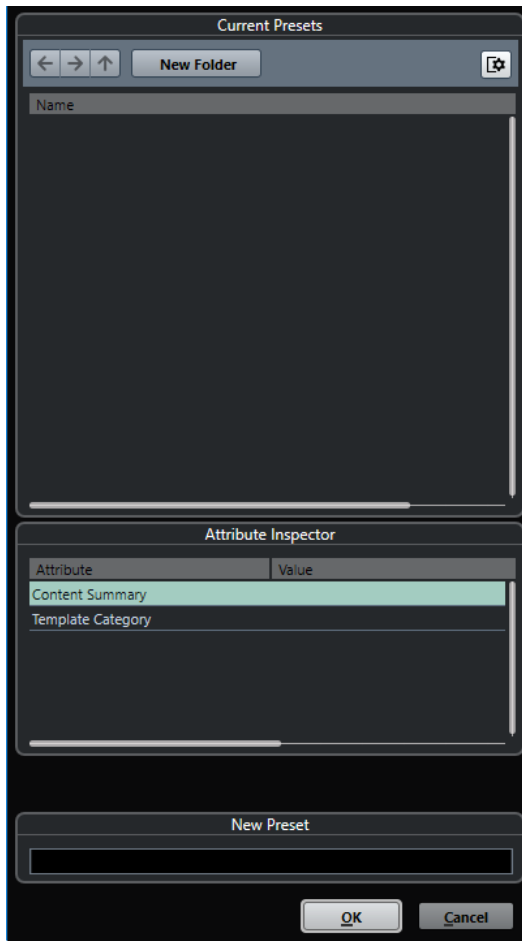 Current Presets
New Folder
Name
Attribute Inspector
Attribute Value
Content Summary
Template Category
New Preset
OK Cancel